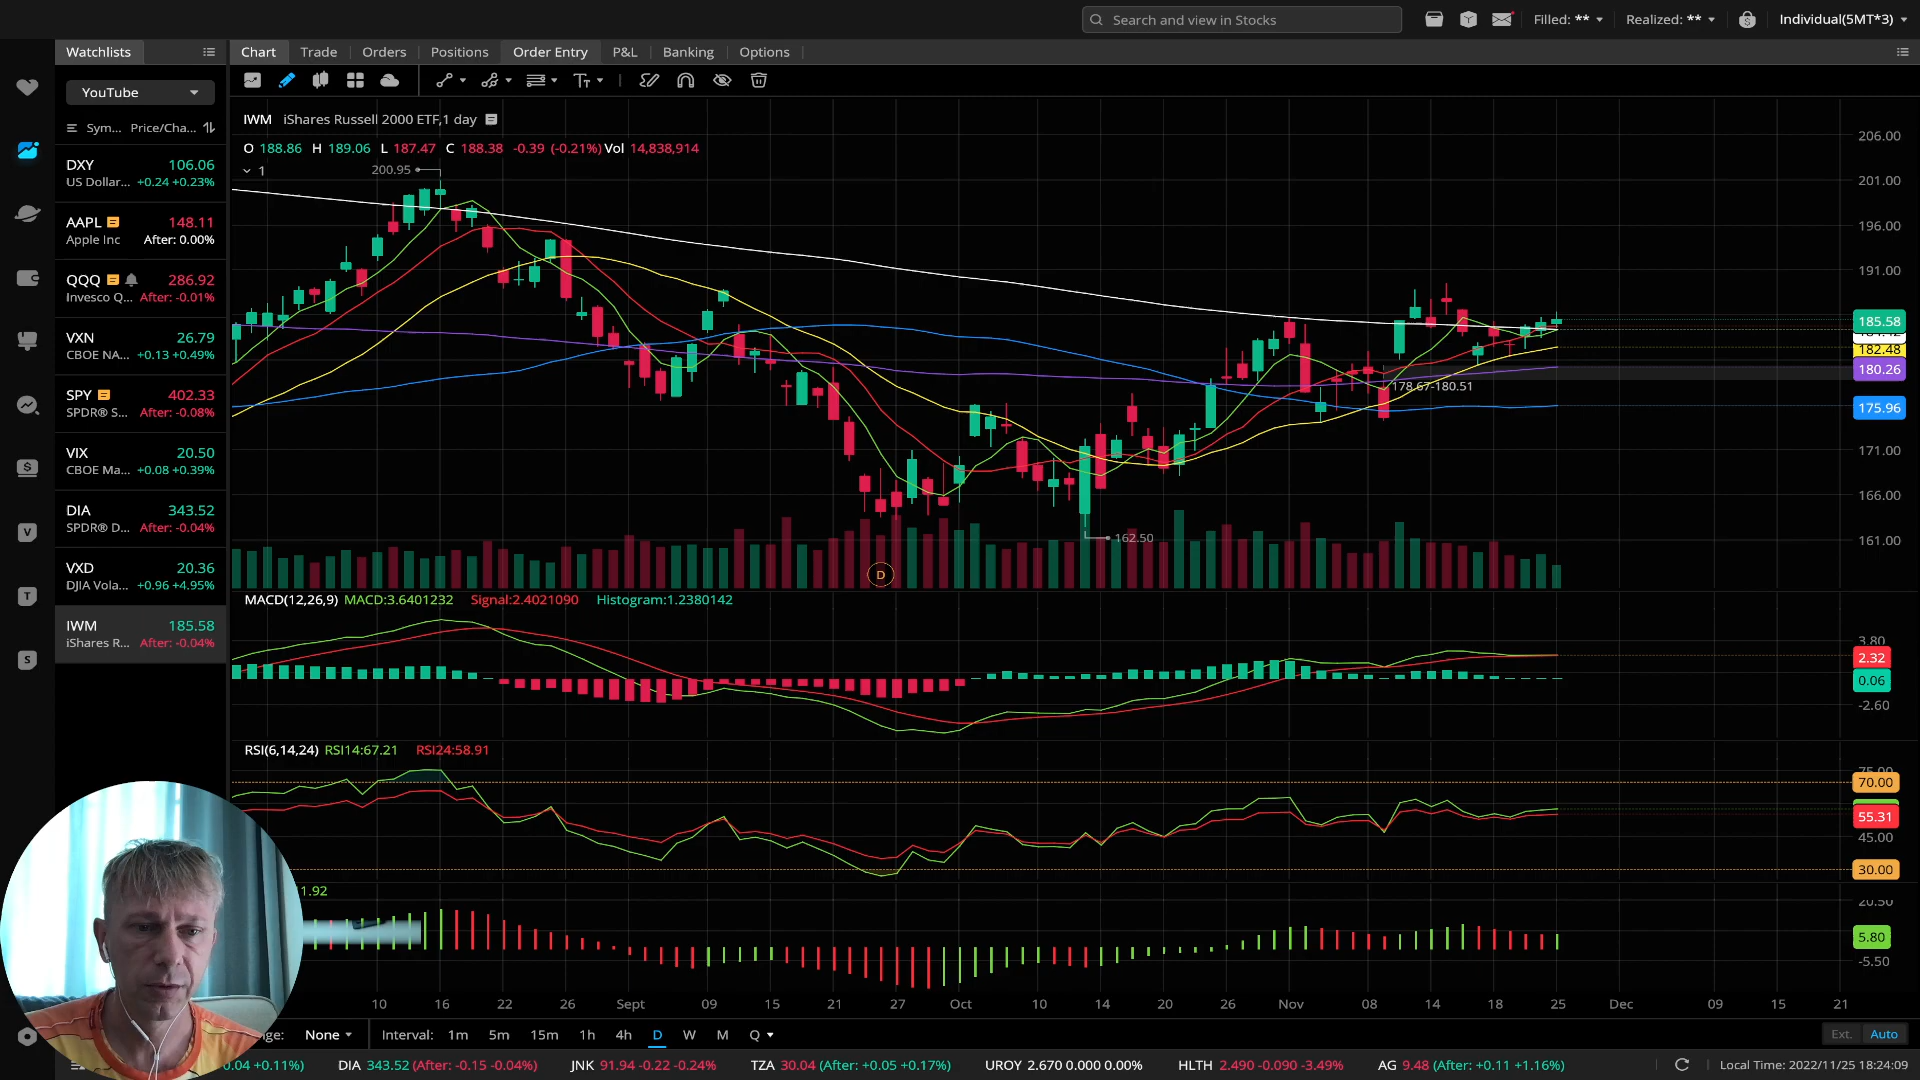 Search and view in Stocks
Filled: **
Realized: **
Individual(5MT*3)
Watchlists
Chart
Trade
Orders
Positions
Order Entry
P&L
Banking
Options
YouTube
Sym... Price/Cha...
DXY 106.06
US Dollar... +0.24 +0.23%
AAPL 148.11
Apple Inc After: 0.00%
QQQ 286.92
Invesco Q... After: -0.01%
VXN 26.79
CBOE NA... +0.13 +0.49%
SPY 402.33
SPDR® S... After: -0.08%
VIX 20.50
CBOE Ma... +0.08 +0.39%
DIA 343.52
SPDR® D... After: -0.04%
VXD 20.36
DJIA Vola... +0.96 +4.95%
IWM 185.58
iShares R... After: -0.04%
IWM iShares Russell 2000 ETF,1 day
O 188.86 H 189.06 L 187.47 C 188.38 -0.39 (-0.21%) Vol 14,838,914
1
200.95
178.67-180.51
162.50
D
206.00
201.00
196.00
191.00
185.58
182.48
180.26
175.96
171.00
166.00
161.00
MACD(12,26,9) MACD:3.6401232 Signal:2.4021090 Histogram:1.2380142
3.80
2.32
0.06
-2.60
RSI(6,14,24) RSI14:67.21 RSI24:58.91
75.00
70.00
55.31
45.00
30.00
1.92
20.50
5.80
-5.50
10 16 22 26 Sept 09 15 21 27 Oct 10 14 20 26 Nov 08 14 18 25 Dec 09 15 21
ge: None Interval: 1m 5m 15m 1h 4h D W M Q
Ext. Auto
0.04 +0.11%) DIA 343.52 (After: -0.15 -0.04%) JNK 91.94 -0.22 -0.24% TZA 30.04 (After: +0.05 +0.17%) UROY 2.670 0.000 0.00% HLTH 2.490 -0.090 -3.49% AG 9.48 (After: +0.11 +1.16%) Local Time: 2022/11/25 18:24:09